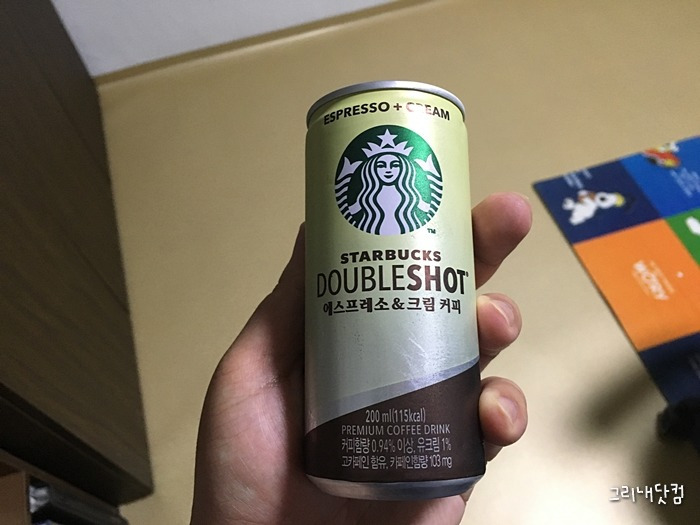 ESPRESSO + CREAM
TM
STARBUCKS
DOUBLESHOT
에스프레소&크림 커피
200 ml(115kcal)
PREMIUM COFFEE DRINK
커피함량 0.94% 이상, 유크림 1%
고카페인 함유, 카페인함량 103 mg
그리내닷컴